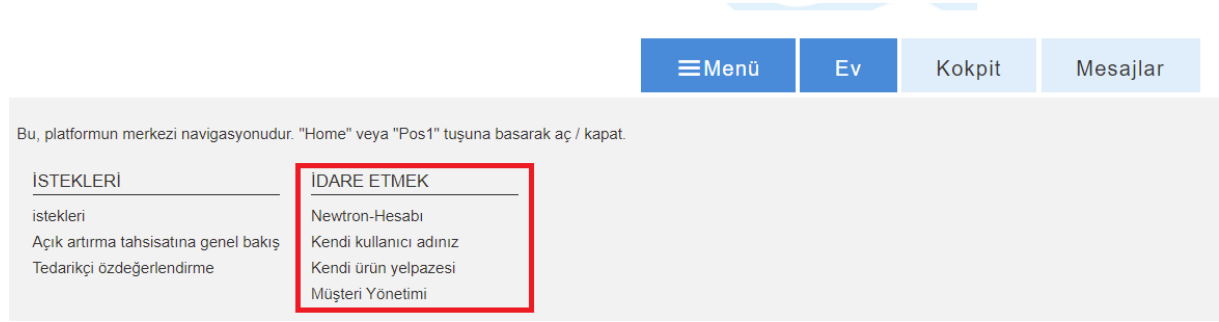 Menü
Ev
Kokpit
Mesajlar
Bu, platformun merkezi navigasyonudur. "Home" veya "Pos1" tuşuna basarak aç / kapat.
İSTEKLERİ
istekleri
Açık artırma tahsisatına genel bakış
Tedarikçi özdeğerlendirme
İDARE ETMEK
Newtron-Hesabı
Kendi kullanıcı adınız
Kendi ürün yelpazesi
Müşteri Yönetimi